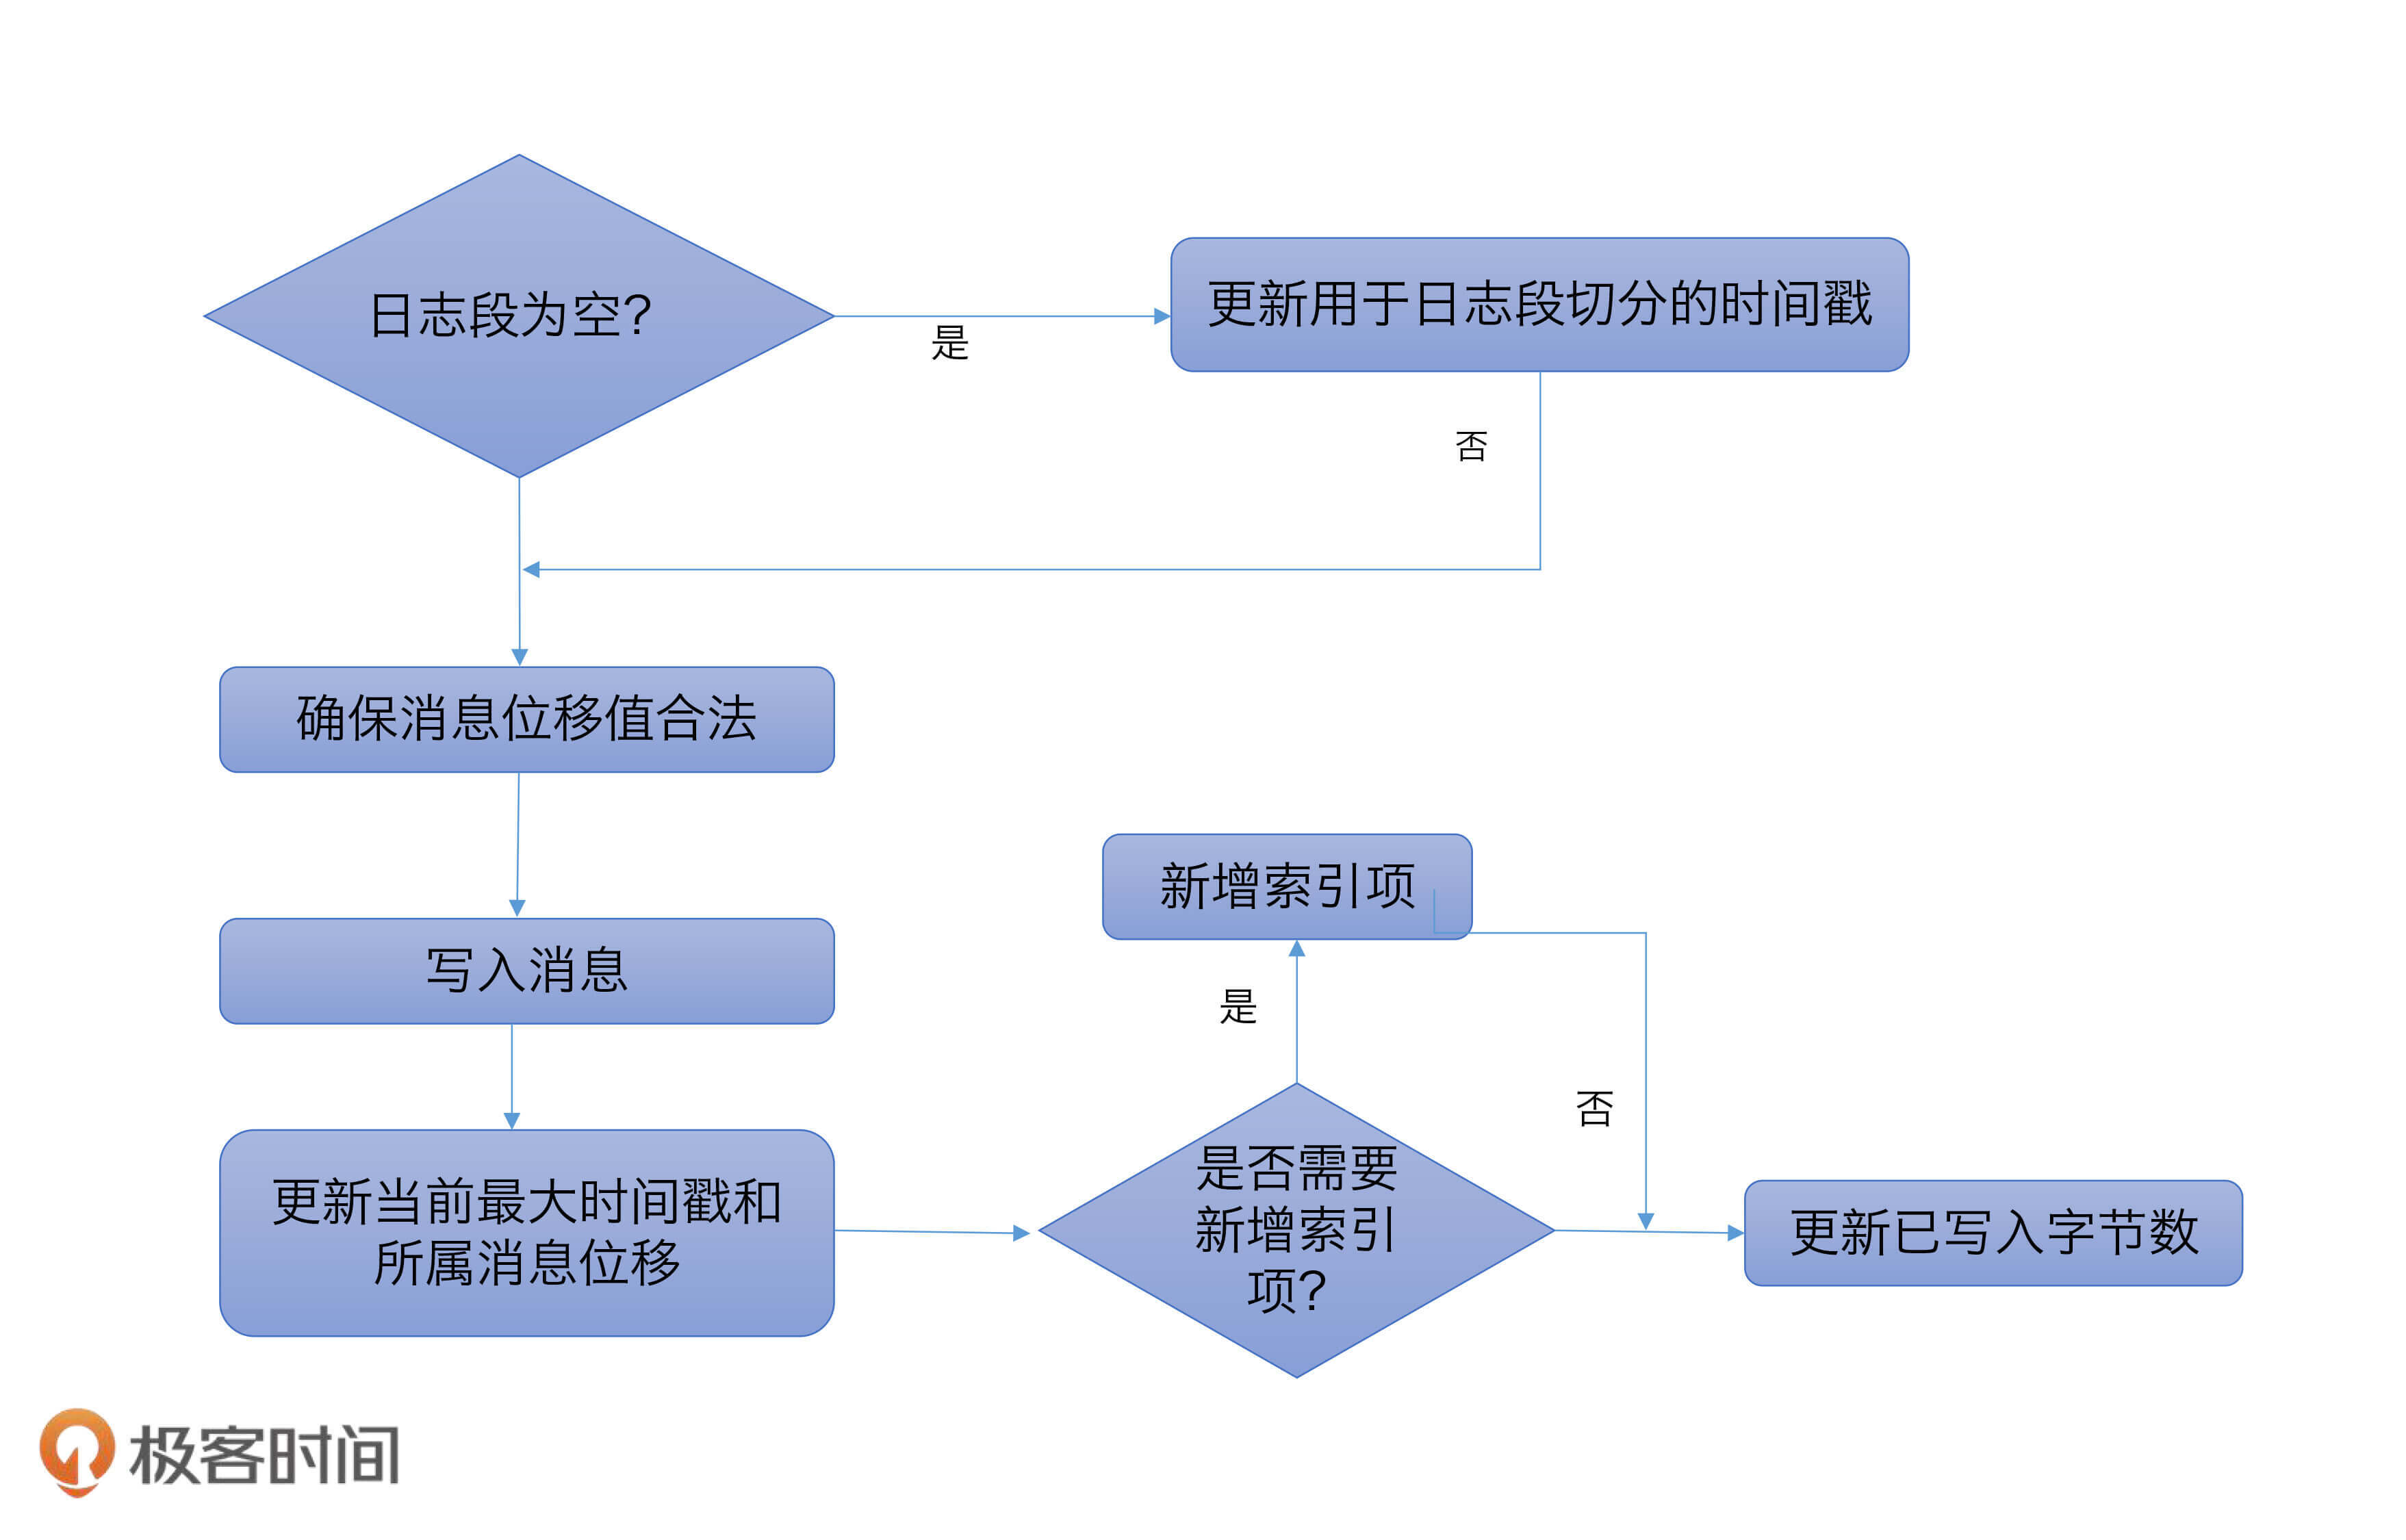 日志段为空?
是
更新用于日志段切分的时间戳
否
确保消息位移值合法
写入消息
更新当前最大时间戳和
所属消息位移
新增索引项
是
否
是否需要
新增索引
项?
更新已写入字节数
极客时间